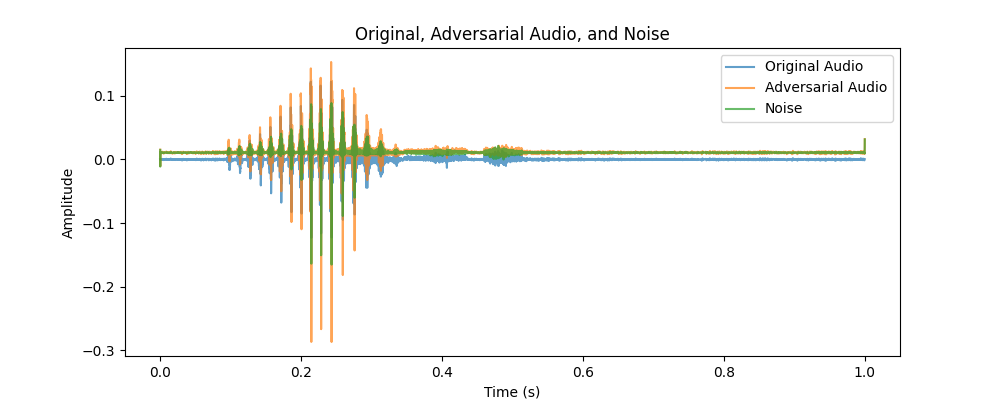 Original, Adversarial Audio, and Noise
Original Audio
Adversarial Audio
Noise
Amplitude
0.1
0.0
−0.1
−0.2
−0.3
0.0 0.2 0.4 0.6 0.8 1.0
Time (s)